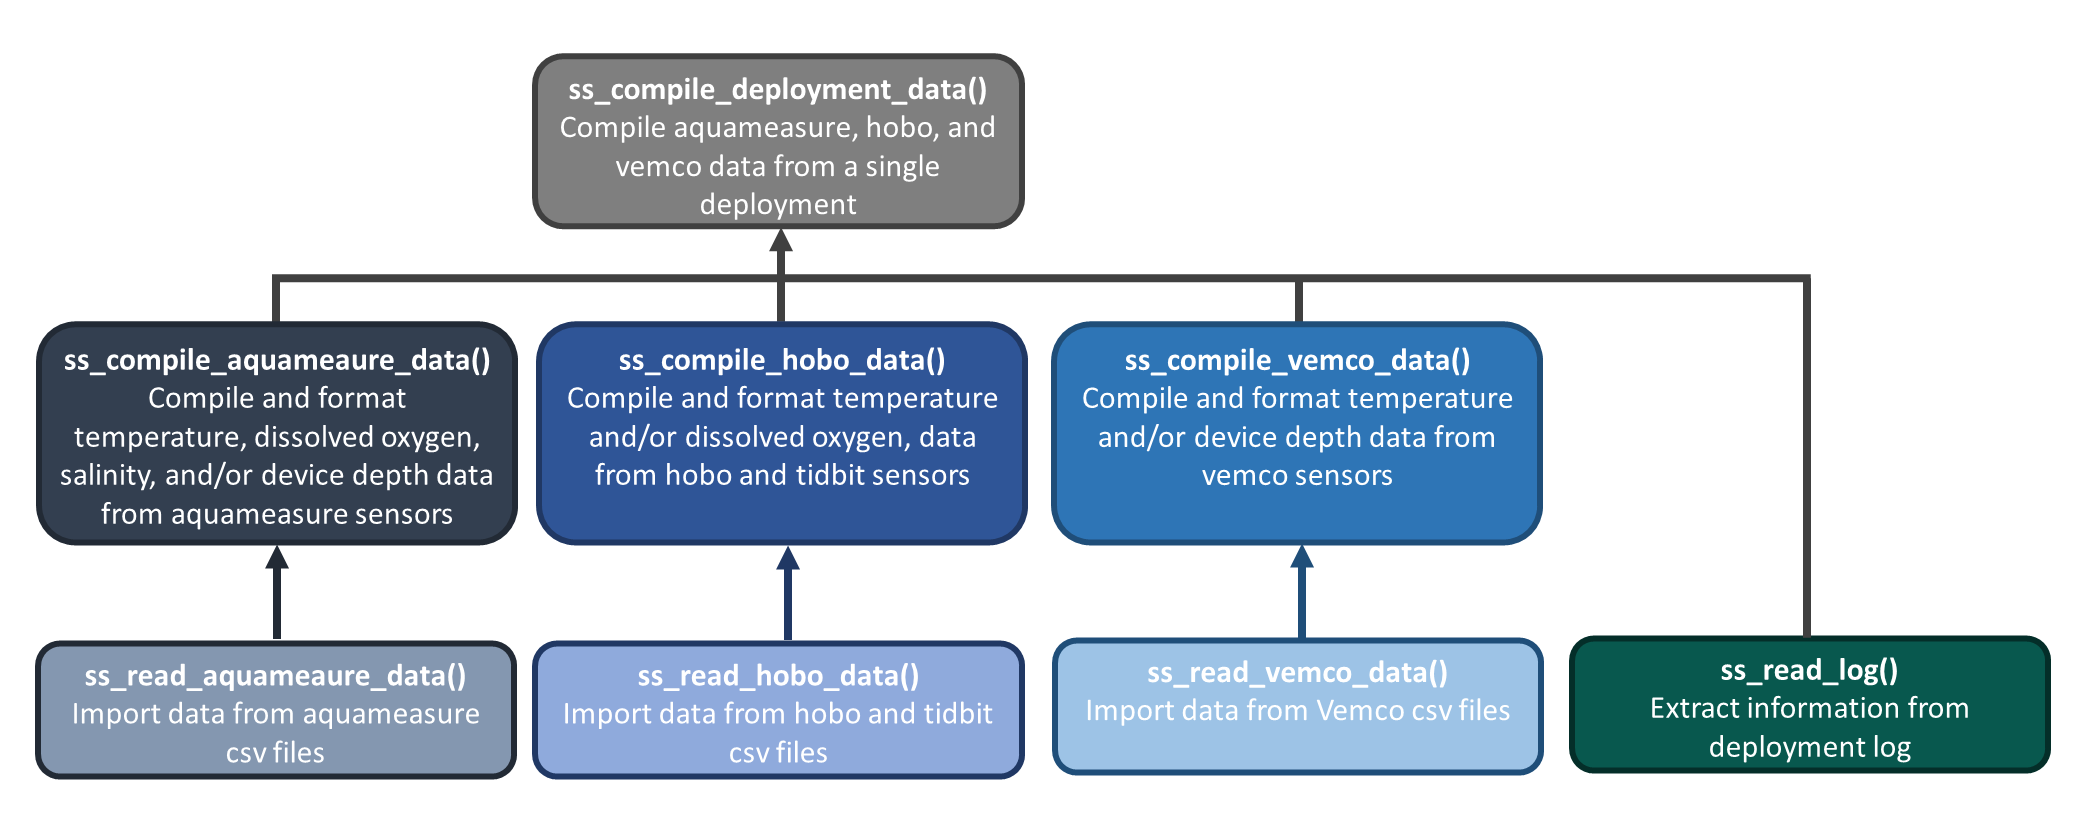 ss_compile_deployment_data()
Compile aquameasure, hobo, and
vemco data from a single
deployment
ss_compile_aquameaure_data()
Compile and format
temperature, dissolved oxygen,
salinity, and/or device depth data
from aquameasure sensors
ss_compile_hobo_data()
Compile and format temperature
and/or dissolved oxygen, data
from hobo and tidbit sensors
ss_compile_vemco_data()
Compile and format temperature
and/or device depth data from
vemco sensors
ss_read_aquameaure_data()
Import data from aquameasure
csv files
ss_read_hobo_data()
Import data from hobo and tidbit
csv files
ss_read_vemco_data()
Import data from Vemco csv files
ss_read_log()
Extract information from
deployment log